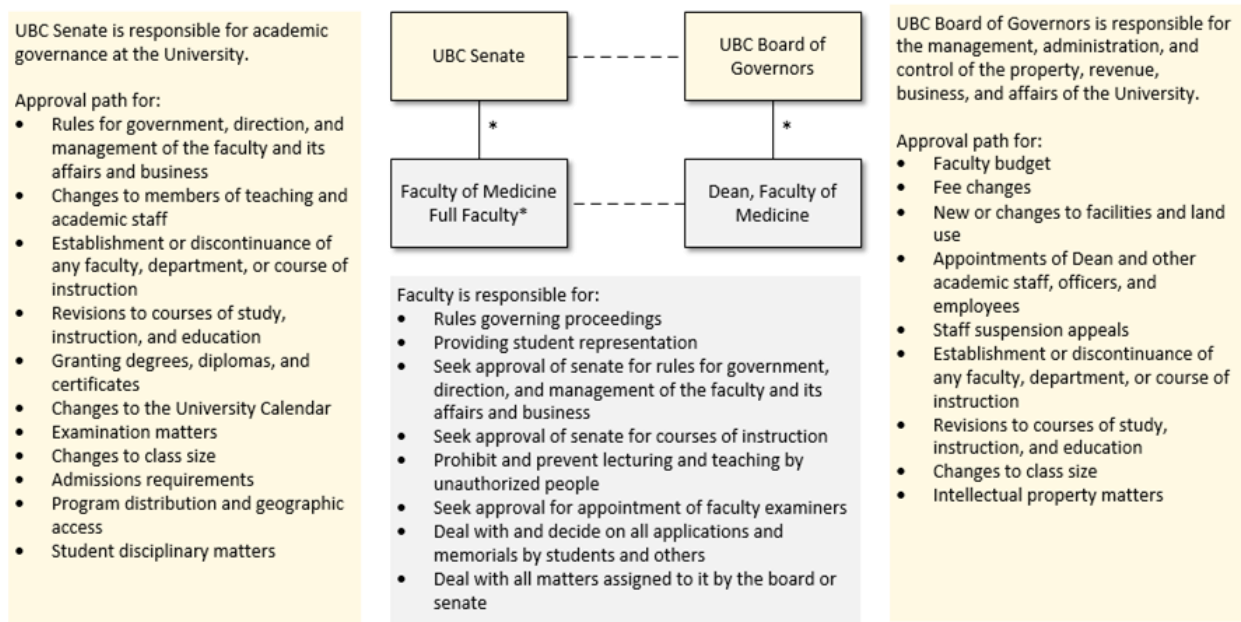 UBC Senate is responsible for academic
governance at the University.
Approval path for:
• Rules for government, direction, and
management of the faculty and its
affairs and business
• Changes to members of teaching and
academic staff
• Establishment or discontinuance of
any faculty, department, or course of
instruction
• Revisions to courses of study,
instruction, and education
• Granting degrees, diplomas, and
certificates
• Changes to the University Calendar
• Examination matters
• Changes to class size
• Admissions requirements
• Program distribution and geographic
access
• Student disciplinary matters
UBC Senate
UBC Board of
Governors
*
*
Faculty of Medicine
Full Faculty*
Dean, Faculty of
Medicine
Faculty is responsible for:
• Rules governing proceedings
• Providing student representation
• Seek approval of senate for rules for government,
direction, and management of the faculty and its
affairs and business
• Seek approval of senate for courses of instruction
• Prohibit and prevent lecturing and teaching by
unauthorized people
• Seek approval for appointment of faculty examiners
• Deal with and decide on all applications and
memorials by students and others
• Deal with all matters assigned to it by the board or
senate
UBC Board of Governors is responsible for
the management, administration, and
control of the property, revenue,
business, and affairs of the University.
Approval path for:
• Faculty budget
• Fee changes
• New or changes to facilities and land
use
• Appointments of Dean and other
academic staff, officers, and
employees
• Staff suspension appeals
• Establishment or discontinuance of
any faculty, department, or course of
instruction
• Revisions to courses of study,
instruction, and education
• Changes to class size
• Intellectual property matters